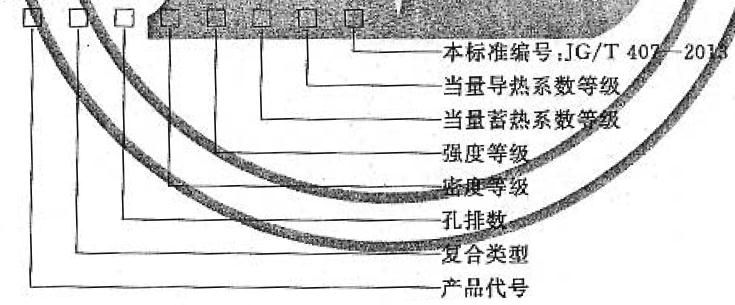 本标准编号:JG/T 407—2013
当量导热系数等级
当量蓄热系数等级
强度等级
密度等级
孔排数
复合类型
产品代号